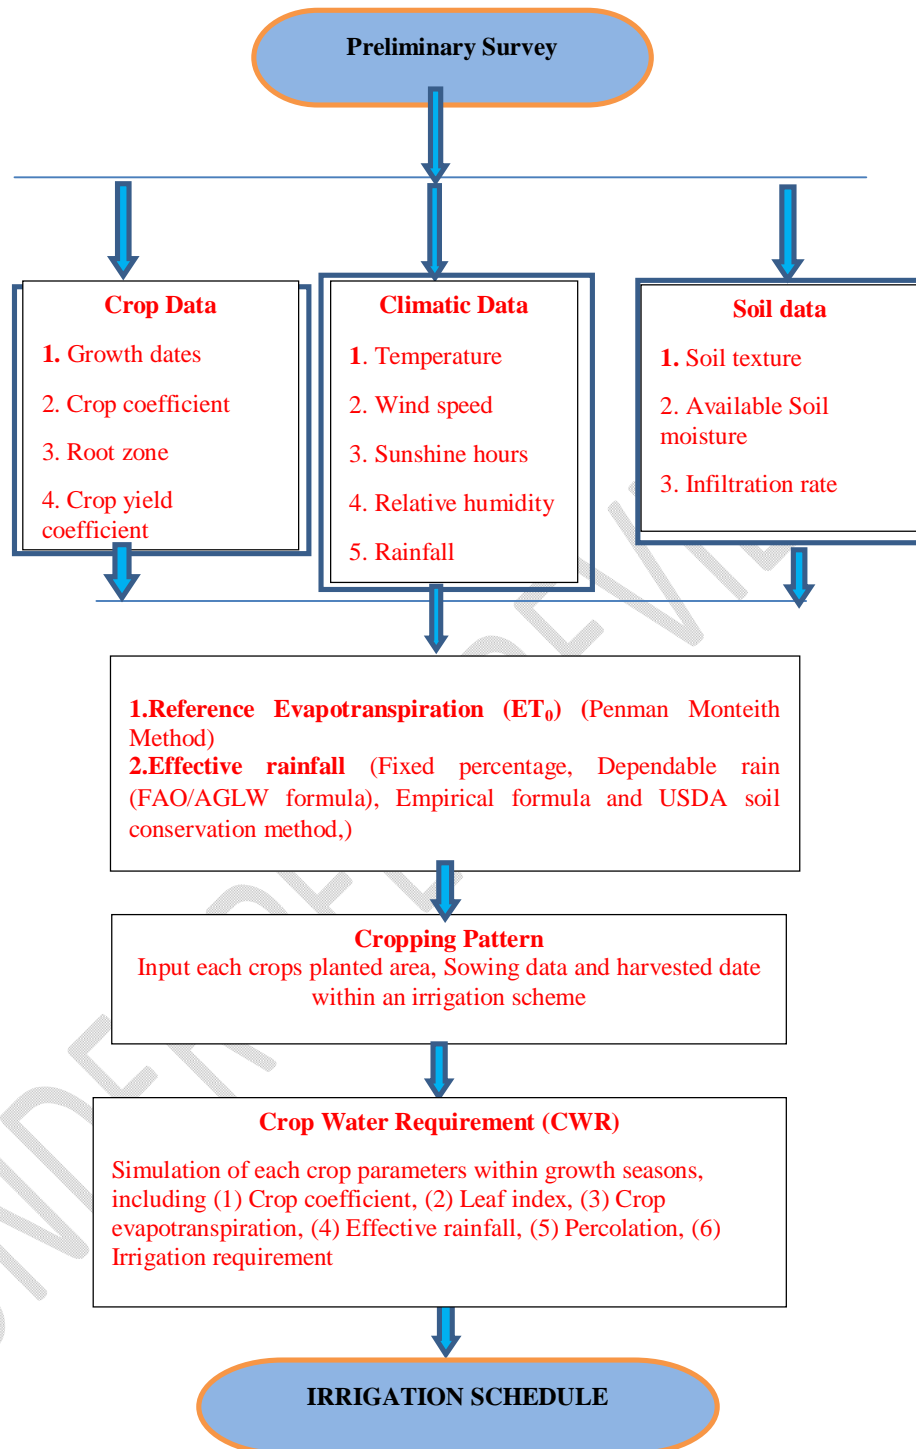 Preliminary Survey
Crop Data
1. Growth dates
2. Crop coefficient
3. Root zone
4. Crop yield
coefficient
Climatic Data
1. Temperature
2. Wind speed
3. Sunshine hours
4. Relative humidity
5. Rainfall
Soil data
1. Soil texture
2. Available Soil
moisture
3. Infiltration rate
1.Reference Evapotranspiration (ET₀) (Penman Monteith
Method)
2.Effective rainfall (Fixed percentage, Dependable rain
(FAO/AGLW formula), Empirical formula and USDA soil
conservation method,)
Cropping Pattern
Input each crops planted area, Sowing data and harvested date
within an irrigation scheme
Crop Water Requirement (CWR)
Simulation of each crop parameters within growth seasons,
including (1) Crop coefficient, (2) Leaf index, (3) Crop
evapotranspiration, (4) Effective rainfall, (5) Percolation, (6)
Irrigation requirement
IRRIGATION SCHEDULE